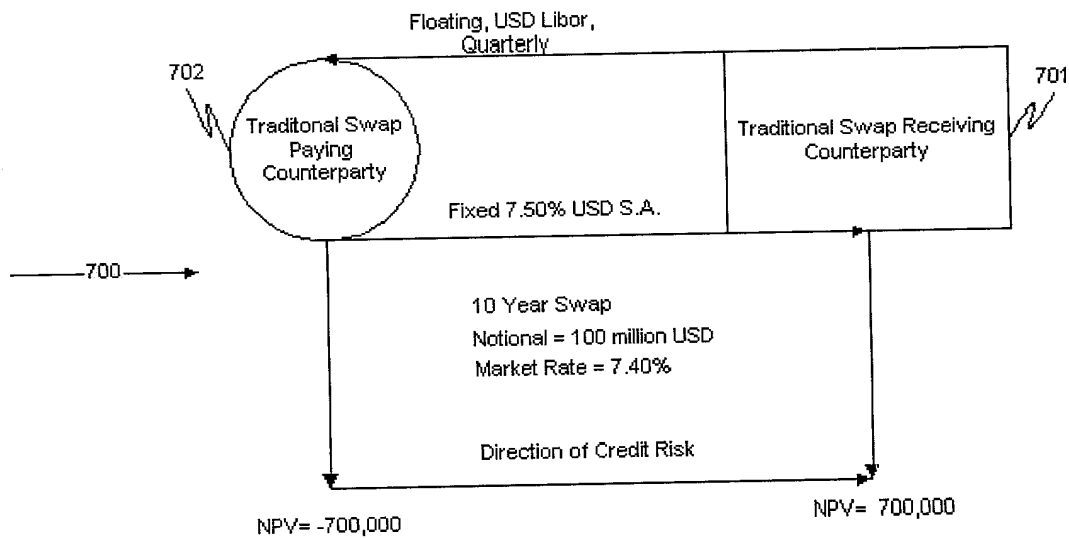 Floating, USD Libor,
Quarterly
702
701
Traditonal Swap
Paying
Counterparty
Traditional Swap Receiving
Counterparty
Fixed 7.50% USD S.A.
700
10 Year Swap
Notional = 100 million USD
Market Rate = 7.40%
Direction of Credit Risk
NPV= -700,000
NPV= 700,000